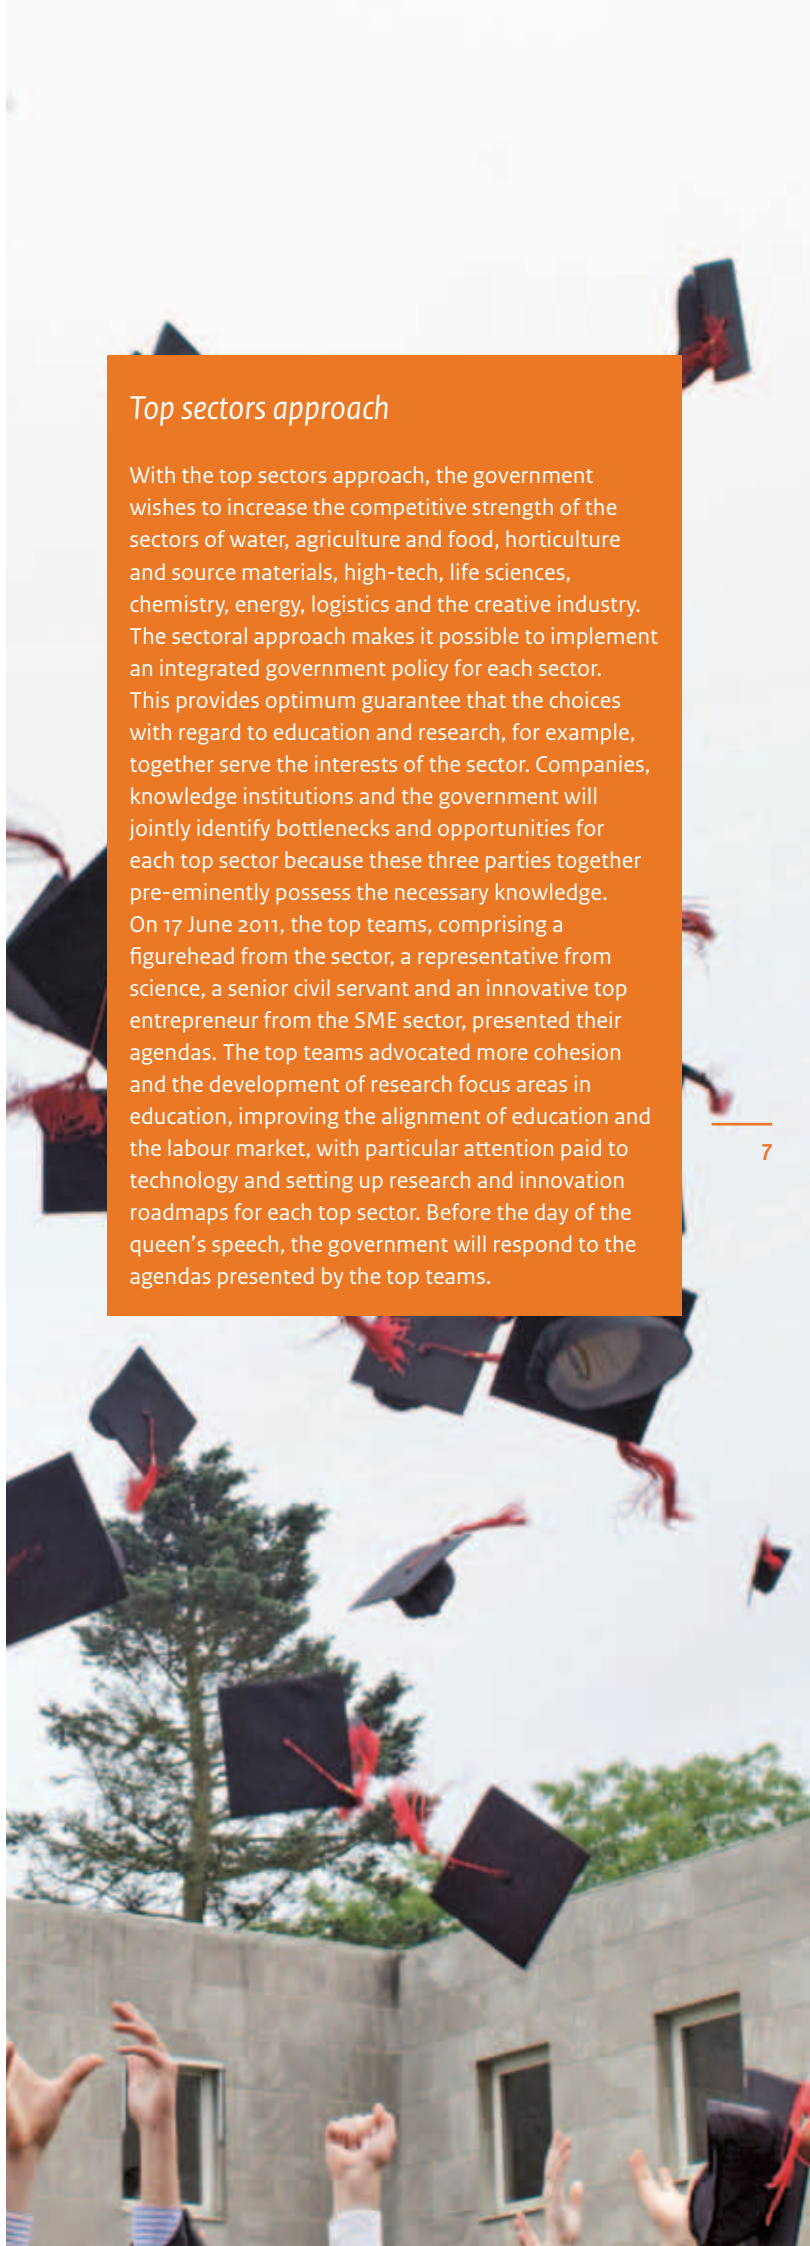 Top sectors approach
With the top sectors approach, the government
wishes to increase the competitive strength of the
sectors of water, agriculture and food, horticulture
and source materials, high-tech, life sciences,
chemistry, energy, logistics and the creative industry.
The sectoral approach makes it possible to implement
an integrated government policy for each sector.
This provides optimum guarantee that the choices
with regard to education and research, for example,
together serve the interests of the sector. Companies,
knowledge institutions and the government will
jointly identify bottlenecks and opportunities for
each top sector because these three parties together
pre-eminently possess the necessary knowledge.
On 17 June 2011, the top teams, comprising a
figurehead from the sector, a representative from
science, a senior civil servant and an innovative top
entrepreneur from the SME sector, presented their
agendas. The top teams advocated more cohesion
and the development of research focus areas in
education, improving the alignment of education and
the labour market, with particular attention paid to
technology and setting up research and innovation
roadmaps for each top sector. Before the day of the
queen’s speech, the government will respond to the
agendas presented by the top teams.
7